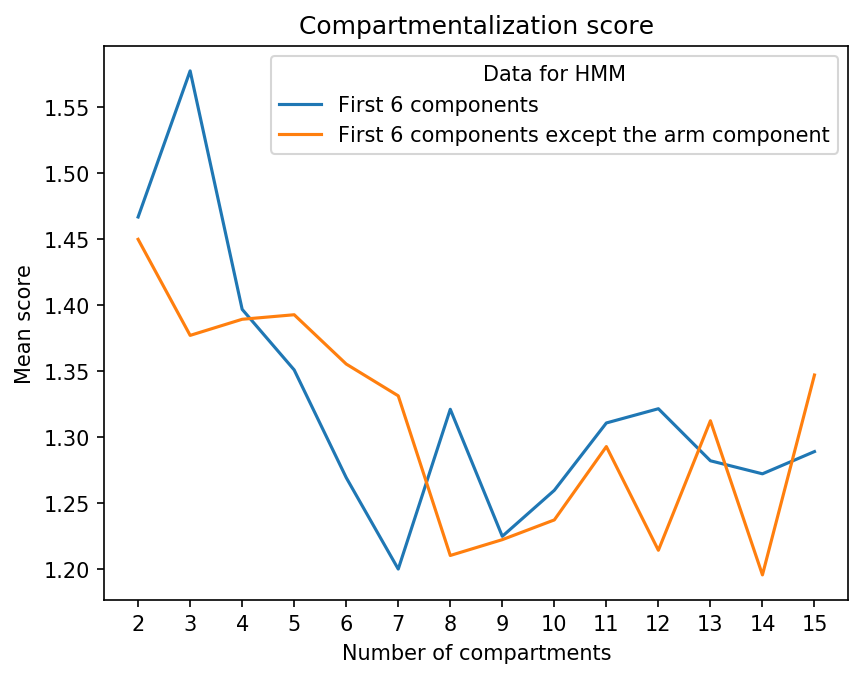 Compartmentalization score
Data for HMM
First 6 components
First 6 components except the arm component
Mean score
1.55
1.50
1.45
1.40
1.35
1.30
1.25
1.20
2 3 4 5 6 7 8 9 10 11 12 13 14 15
Number of compartments